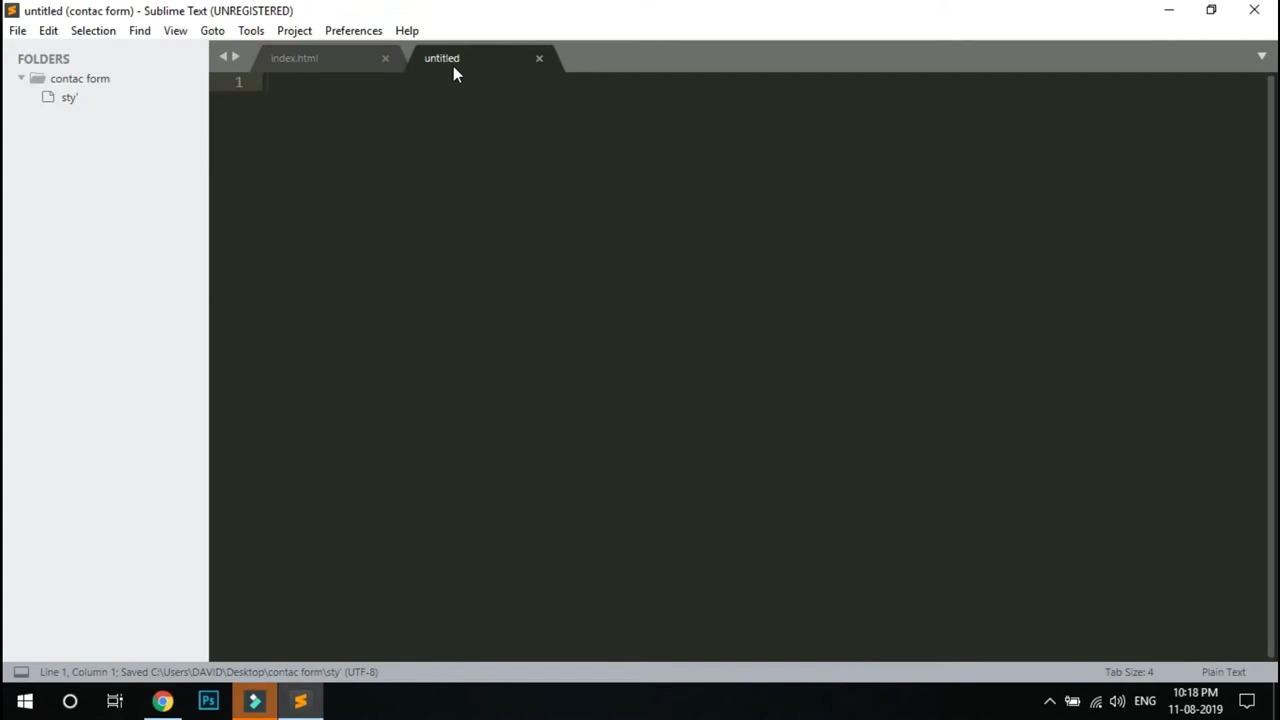 untitled (contac form) - Sublime Text (UNREGISTERED)
File Edit Selection Find View Goto Tools Project Preferences Help
FOLDERS
contac form
sty'
index.html
untitled
1
Line 1, Column 1; Saved C:\Users\DAVID\Desktop\contac form\sty' (UTF-8)
Tab Size: 4
Plain Text
Ps
ENG
10:18 PM
11-08-2019